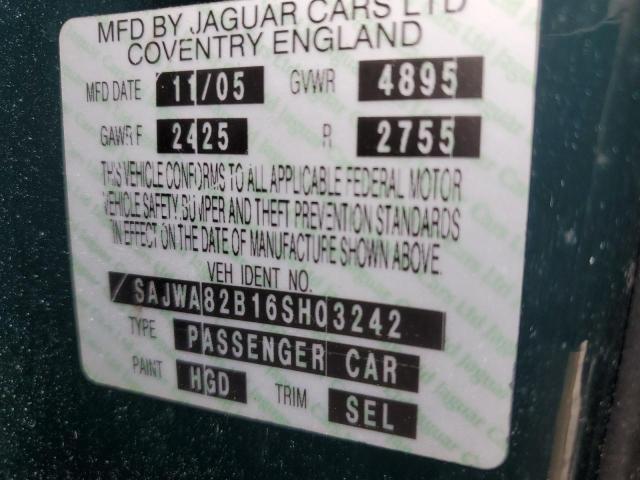 MFD BY JAGUAR CARS LTD
COVENTRY ENGLAND
MFD DATE 11/05 GVWR 4895
GAWR F 2425 R 2755
THIS VEHICLE CONFORMS TO ALL APPLICABLE FEDERAL MOTOR
VEHICLE SAFETY, BUMPER AND THEFT PREVENTION STANDARDS
IN EFFECT ON THE DATE OF MANUFACTURE SHOWN ABOVE.
VEH IDENT NO.
SAJWA82B16SH03242
TYPE PASSENGER CAR
PAINT HGD TRIM SEL